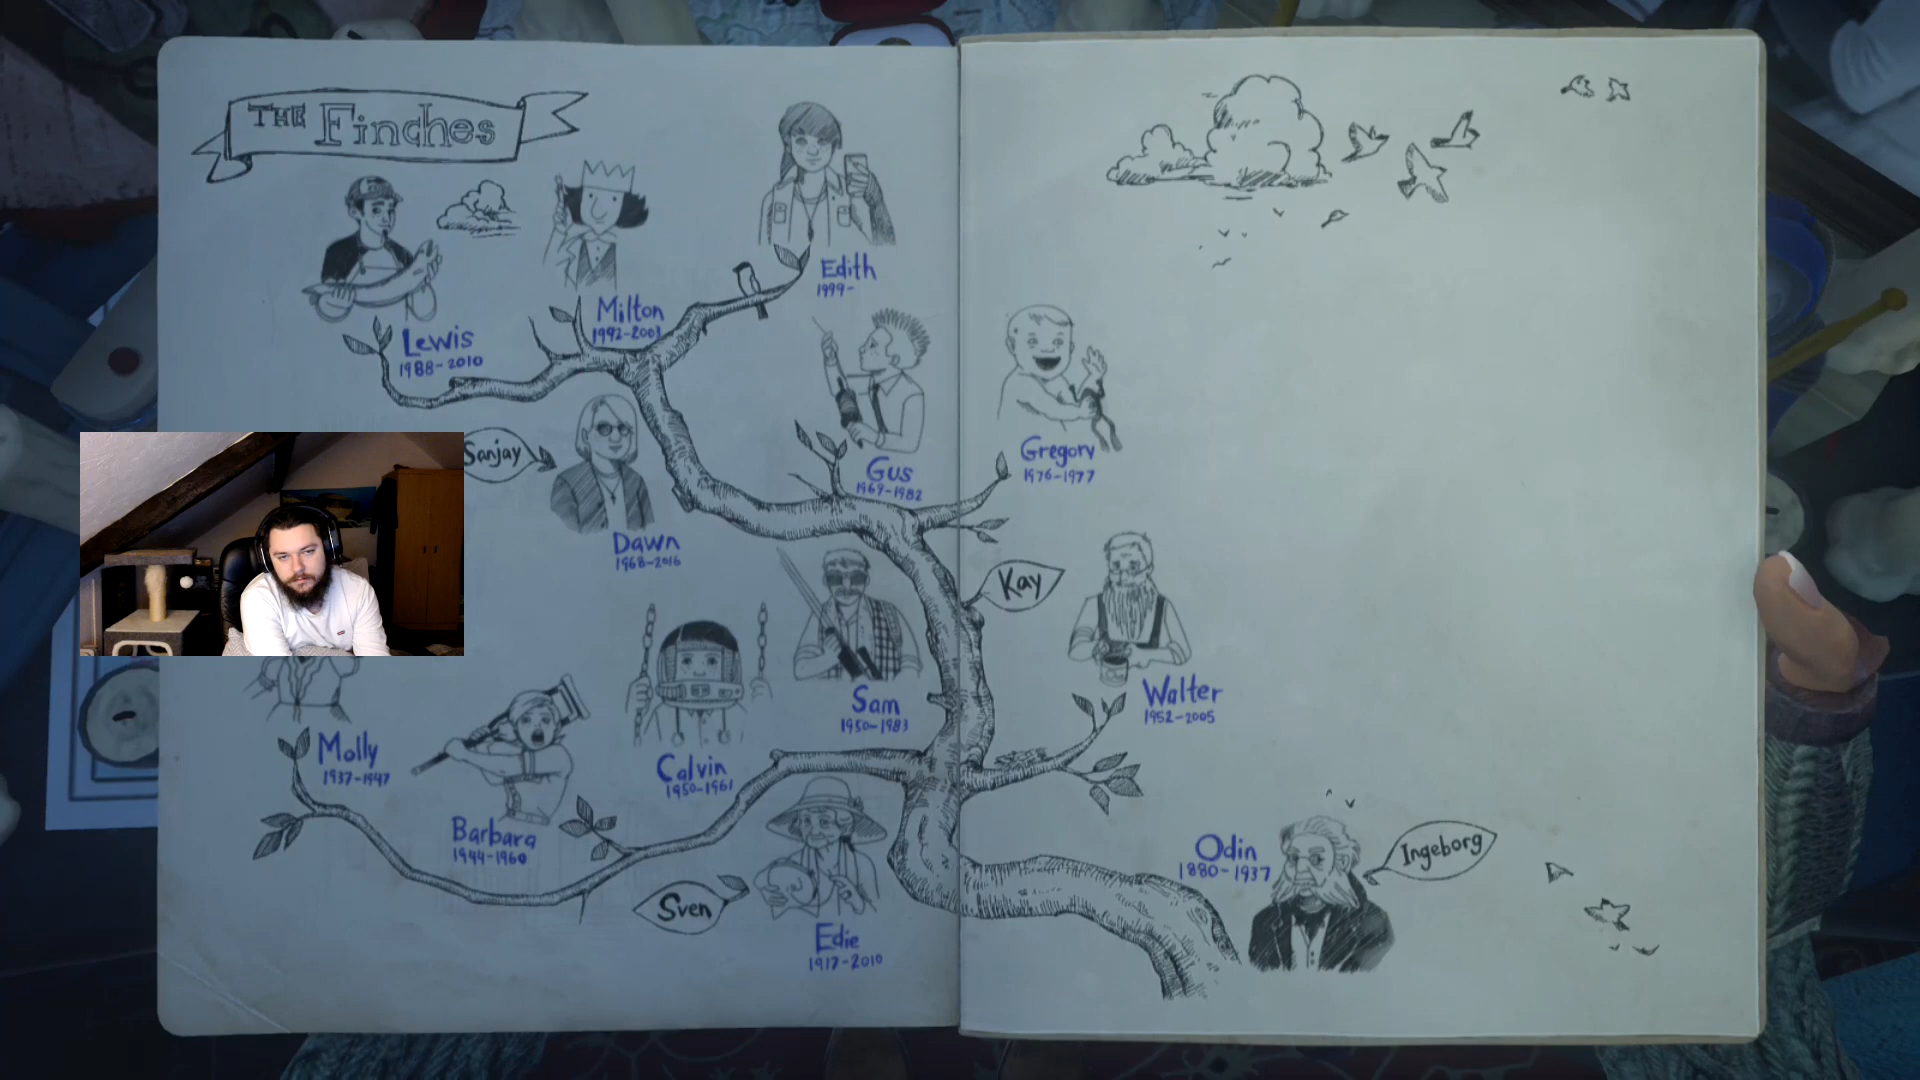 THE Finches
Edith
1999-
Milton
1992-2003
Lewis
1988-2010
Sanjay
Gus
1969-1982
Gregory
1976-1977
Dawn
1968-2016
Kay
Sam
1950-1983
Walter
1952-2005
Molly
1937-1947
Calvin
1950-1961
Barbara
1944-1960
Odin
1880-1937
Ingeborg
Sven
Edie
1917-2010